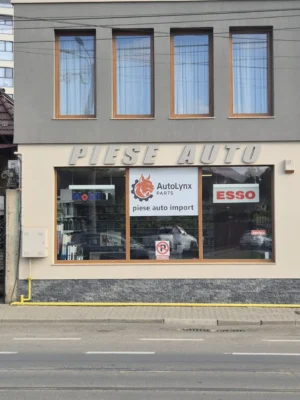 PIESE AUTO
AutoLynx
PARTS
piese auto import
ESSO